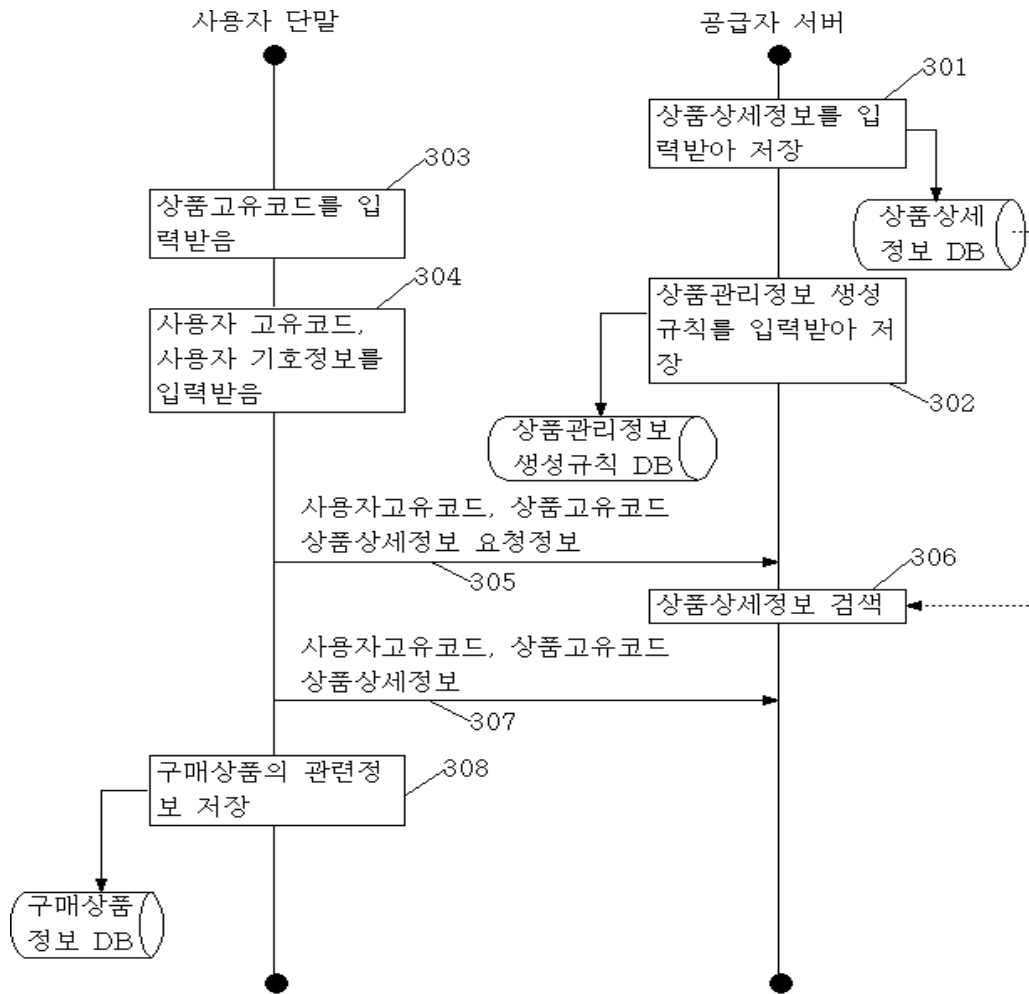 사용자 단말
공급자 서버
301
상품상세정보를 입
력받아 저장
303
상품고유코드를 입
력받음
상품상세
정보 DB
304
사용자 고유코드,
사용자 기호정보를
입력받음
상품관리정보 생성
규칙를 입력받아 저
장
302
상품관리정보
생성규칙 DB
사용자고유코드, 상품고유코드
상품상세정보 요청정보
305
306
상품상세정보 검색
사용자고유코드, 상품고유코드
상품상세정보
307
구매상품의 관련정
보 저장
308
구매상품
정보 DB